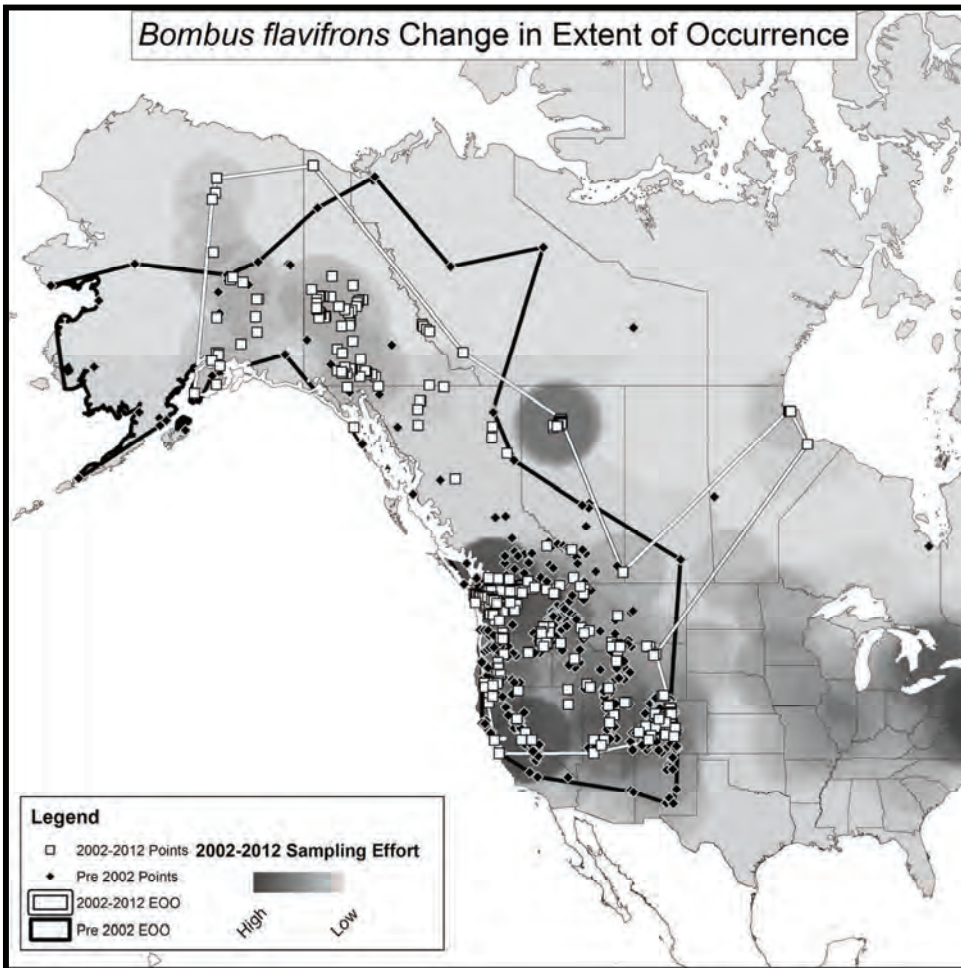 Bombus flavifrons Change in Extent of Occurrence
Legend
2002-2012 Points
Pre 2002 Points
2002-2012 EOO
Pre 2002 EOO
2002-2012 Sampling Effort
High
Low